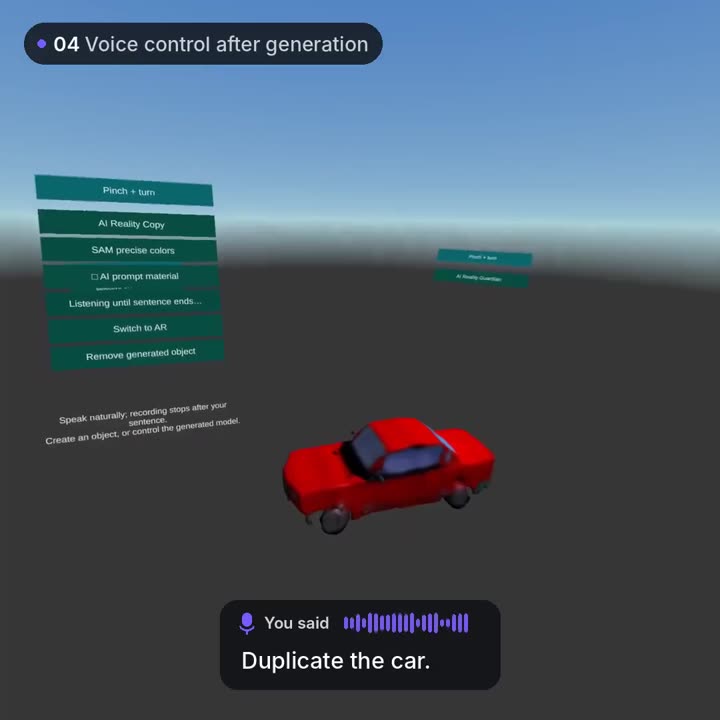 04 Voice control after generation
Pinch + turn
AI Reality Copy
SAM precise colors
□ AI prompt material
Listening until sentence ends...
Switch to AR
Remove generated object
Speak naturally; recording stops after your
sentence.
Create an object, or control the generated model.
Pinch + turn
AI Reality Guardian
You said
Duplicate the car.